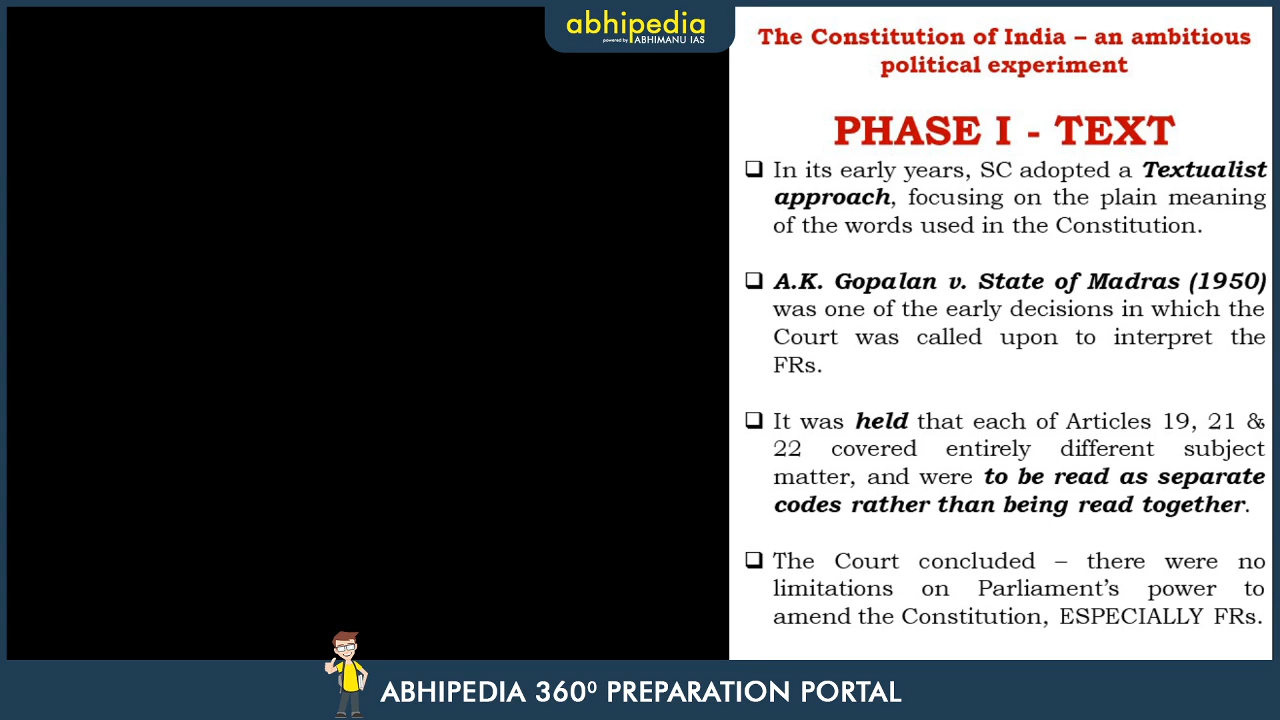 abhipedia
powered by ABHIMANU IAS
The Constitution of India – an ambitious
political experiment
PHASE I - TEXT
❑ In its early years, SC adopted a Textualist
approach, focusing on the plain meaning
of the words used in the Constitution.
❑ A.K. Gopalan v. State of Madras (1950)
was one of the early decisions in which the
Court was called upon to interpret the
FRs.
❑ It was held that each of Articles 19, 21 &
22 covered entirely different subject
matter, and were to be read as separate
codes rather than being read together.
❑ The Court concluded – there were no
limitations on Parliament’s power to
amend the Constitution, ESPECIALLY FRs.
ABHIPEDIA 360⁰ PREPARATION PORTAL